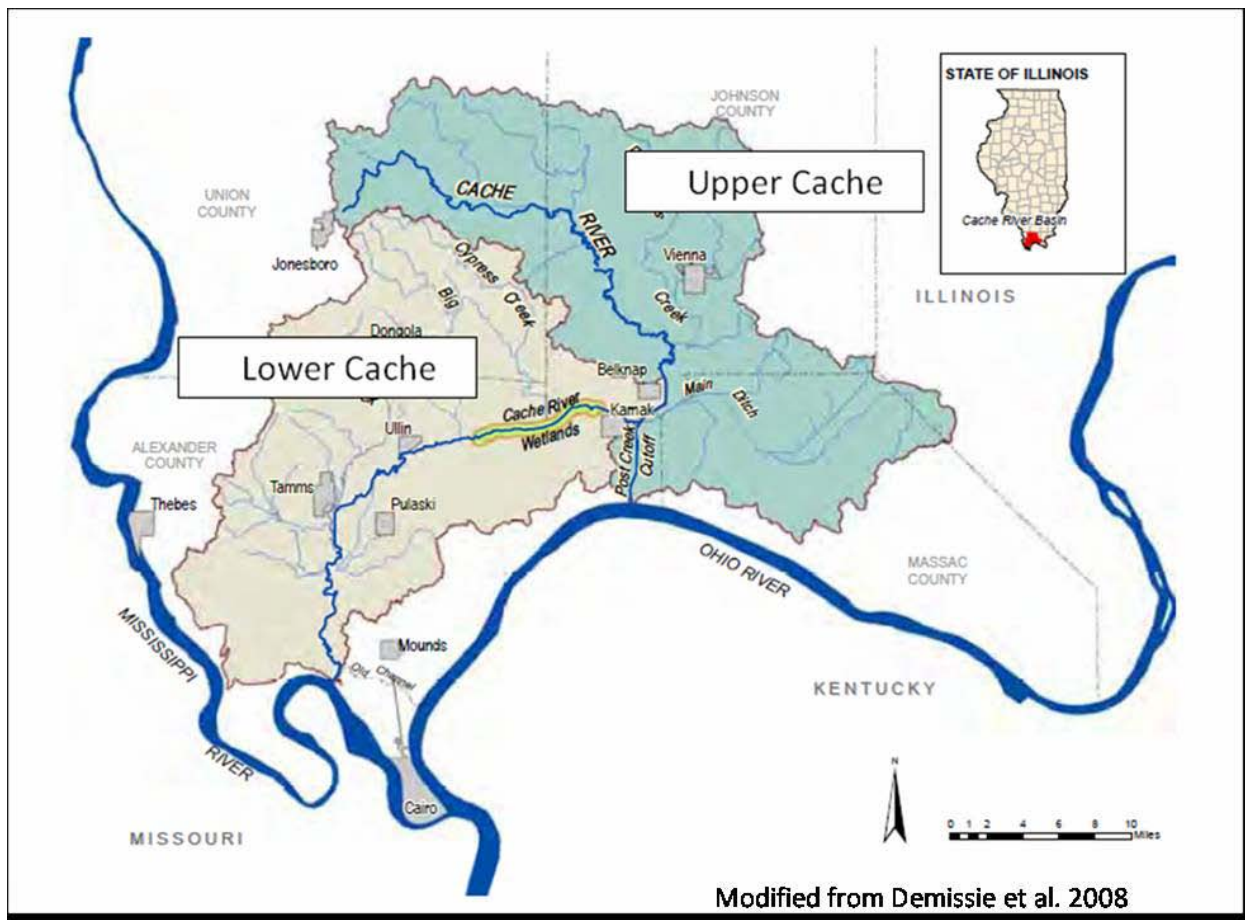 STATE OF ILLINOIS
Cache River Basin
JOHNSON
COUNTY
Upper Cache
UNION
COUNTY
CACHE
RIVER
Vienna
Jonesboro
Cypress
Creek
Big
Creek
ILLINOIS
Dongola
Lower Cache
Belknap
Main
Ditch
Karnak
Cache River
Wetlands
Ullin
ALEXANDER
COUNTY
Post Creek
Cutoff
Tamms
Thebes
Pulaski
OHIO RIVER
MASSAC
COUNTY
MISSISSIPPI
RIVER
Mounds
Old Channel
KENTUCKY
Cairo
MISSOURI
N
0 1 2 4 6 8 10
Miles
Modified from Demissie et al. 2008